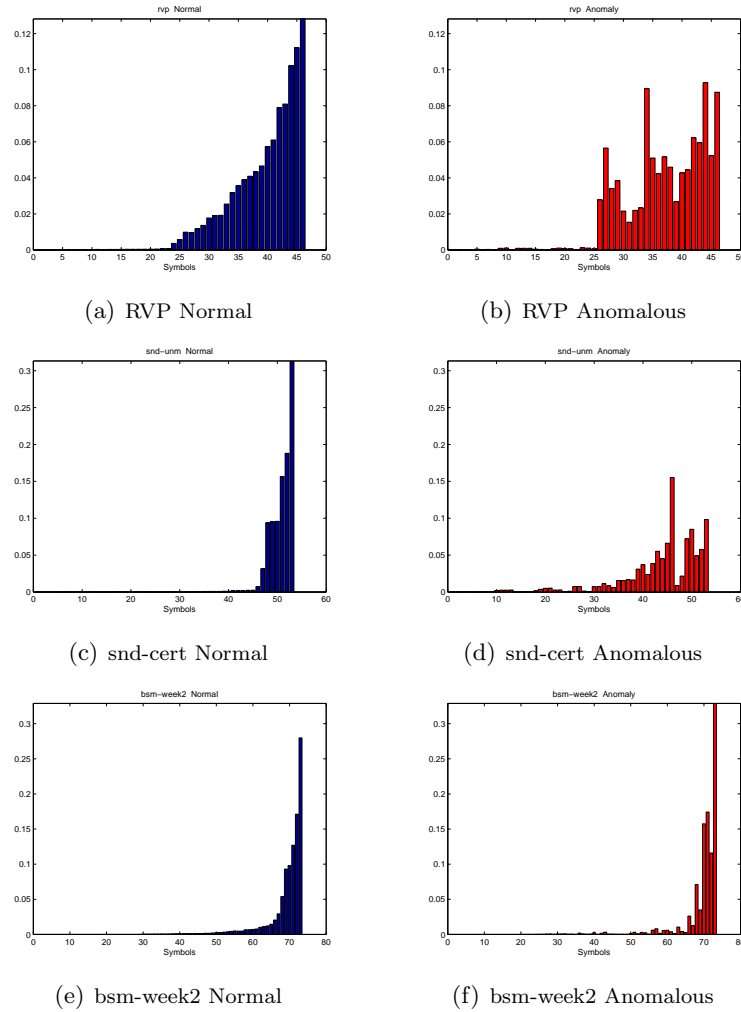 rvp Normal
0.12
0.1
0.08
0.06
0.04
0.02
0
0 5 10 15 20 25 30 35 40 45 50
Symbols
(a) RVP Normal
rvp Anomaly
0.12
0.1
0.08
0.06
0.04
0.02
0
0 5 10 15 20 25 30 35 40 45 50
Symbols
(b) RVP Anomalous
snd-unm Normal
0.3
0.25
0.2
0.15
0.1
0.05
0
0 10 20 30 40 50 60
Symbols
(c) snd-cert Normal
snd-unm Anomaly
0.3
0.25
0.2
0.15
0.1
0.05
0
0 10 20 30 40 50 60
Symbols
(d) snd-cert Anomalous
bsm-week2 Normal
0.3
0.25
0.2
0.15
0.1
0.05
0
0 10 20 30 40 50 60 70 80
Symbols
(e) bsm-week2 Normal
bsm-week2 Anomaly
0.3
0.25
0.2
0.15
0.1
0.05
0
0 10 20 30 40 50 60 70 80
Symbols
(f) bsm-week2 Anomalous